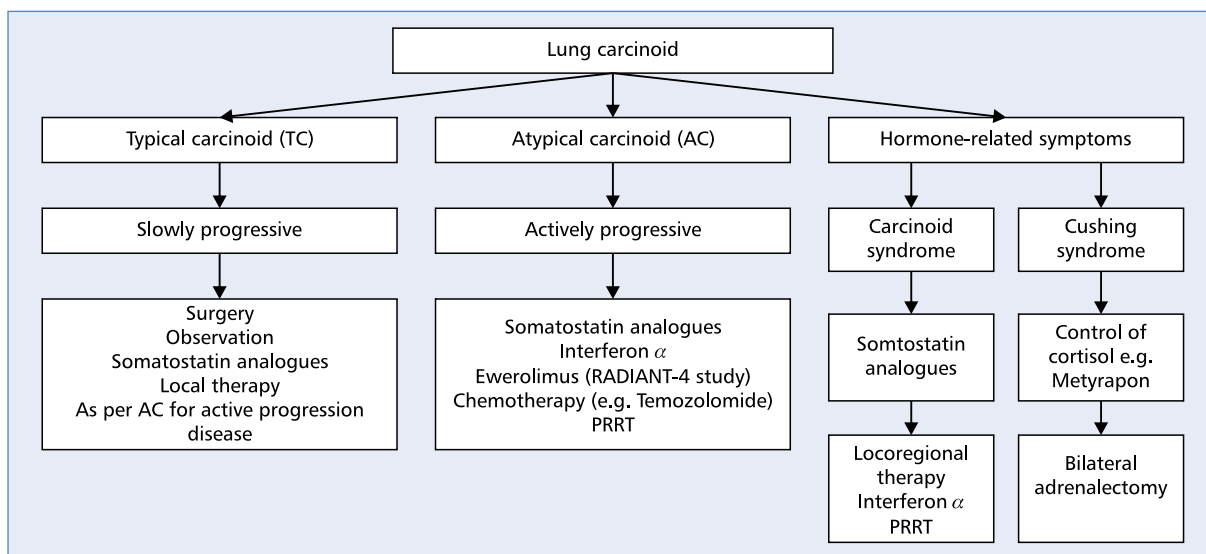 Lung carcinoid
Typical carcinoid (TC)
Atypical carcinoid (AC)
Hormone-related symptoms
Slowly progressive
Actively progressive
Carcinoid
syndrome
Cushing
syndrome
Surgery
Observation
Somatostatin analogues
Local therapy
As per AC for active progression
disease
Somatostatin analogues
Interferon α
Ewerolimus (RADIANT-4 study)
Chemotherapy (e.g. Temozolomide)
PRRT
Somtostatin
analogues
Control of
cortisol e.g.
Metyrapon
Locoregional
therapy
Interferon α
PRRT
Bilateral
adrenalectomy